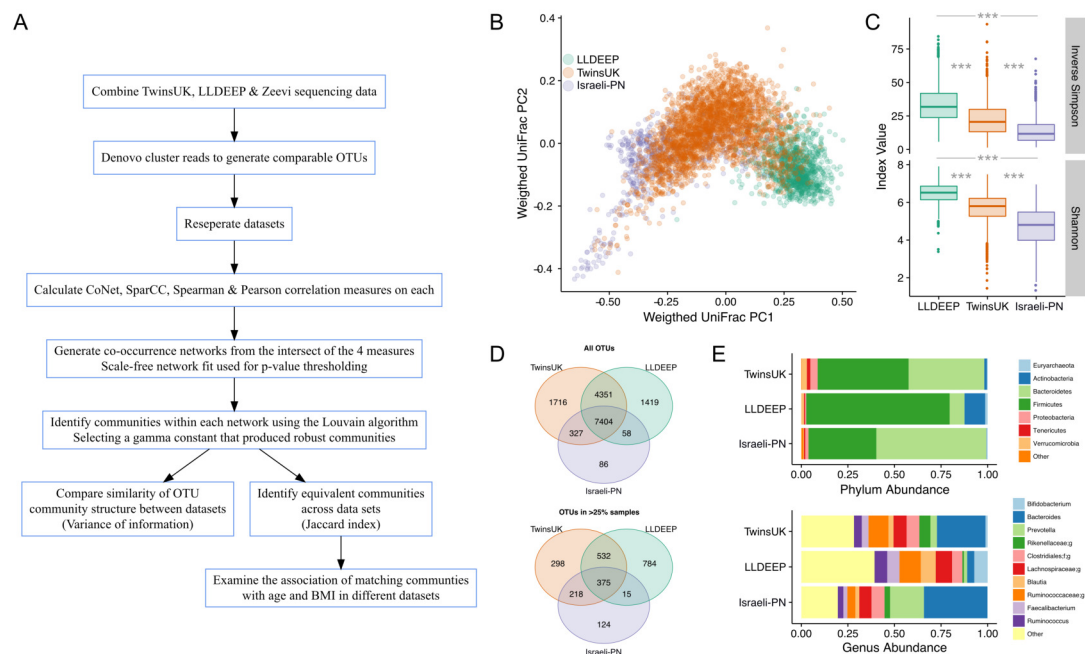 A
Combine TwinsUK, LLDEEP & Zeevi sequencing data
Denovo cluster reads to generate comparable OTUs
Reseperate datasets
Calculate CoNet, SparCC, Spearman & Pearson correlation measures on each
Generate co-occurrence networks from the intersect of the 4 measures
Scale-free network fit used for p-value thresholding
Identify communities within each network using the Louvain algorithm
Selecting a gamma constant that produced robust communities
Compare similarity of OTU
community structure between datasets
(Variance of information)
Identify equivalent communities
across data sets
(Jaccard index)
Examine the association of matching communties
with age and BMI in different datasets
B
LLDEEP
TwinsUK
Israeli-PN
0.4
0.2
0.0
-0.2
-0.4
Weigthed UniFrac PC2
-0.50
-0.25
0.00
0.25
0.50
Weigthed UniFrac PC1
C
***
*** ***
75
50
25
0
Inverse Simpson
***
*** ***
8
6
4
2
Shannon
Index Value
LLDEEP TwinsUK Israeli-PN
D
All OTUs
TwinsUK
LLDEEP
1716
4351
1419
7404
327
58
86
Israeli-PN
OTUs in >25% samples
TwinsUK
LLDEEP
298
532
784
375
218
15
124
Israeli-PN
E
TwinsUK
LLDEEP
Israeli-PN
0.00 0.25 0.50 0.75 1.00
Phylum Abundance
Euryarchaeota
Actinobacteria
Bacteroidetes
Firmicutes
Proteobacteria
Tenericutes
Verrucomicrobia
Other
TwinsUK
LLDEEP
Israeli-PN
0.00 0.25 0.50 0.75 1.00
Genus Abundance
Bifidobacterium
Bacteroides
Prevotella
Rikenellaceae:g
Clostridiales:f:g
Lachnospiraceae:g
Blautia
Ruminococcaceae:g
Faecalibacterium
Ruminococcus
Other